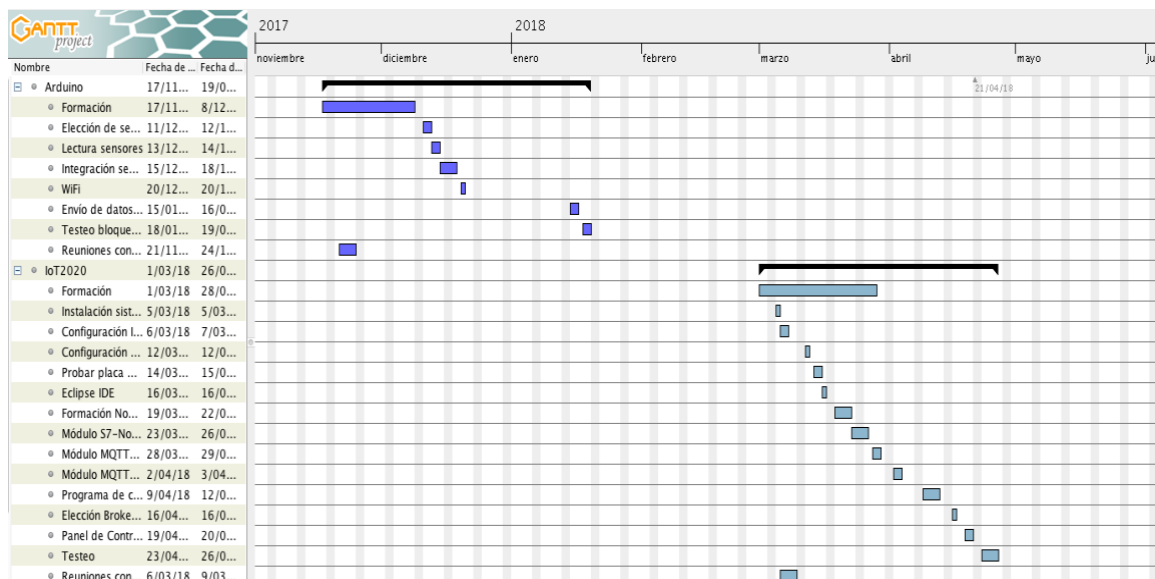 GANTT project
2017 2018
noviembre diciembre enero febrero marzo abril mayo ju
Nombre Fecha de ... Fecha d...
21/04/18
Arduino 17/11... 19/0...
Formación 17/11... 8/12...
Elección de se... 11/12... 12/1...
Lectura sensores 13/12... 14/1...
Integración se... 15/12... 18/1...
WiFi 20/12... 20/1...
Envío de datos... 15/01... 16/0...
Testeo bloque... 18/01... 19/0...
Reuniones con... 21/11... 24/1...
IoT2020 1/03/18 26/0...
Formación 1/03/18 28/0...
Instalación sist... 5/03/18 5/03...
Configuración I... 6/03/18 7/03...
Configuración ... 12/03... 12/0...
Probar placa ... 14/03... 15/0...
Eclipse IDE 16/03... 16/0...
Formación No... 19/03... 22/0...
Módulo S7-No... 23/03... 26/0...
Módulo MQTT... 28/03... 29/0...
Módulo MQTT... 2/04/18 3/04...
Programa de c... 9/04/18 12/0...
Elección Broke... 16/04... 16/0...
Panel de Contr... 19/04... 20/0...
Testeo 23/04... 26/0...
Reuniones con... 6/03/18 9/03...